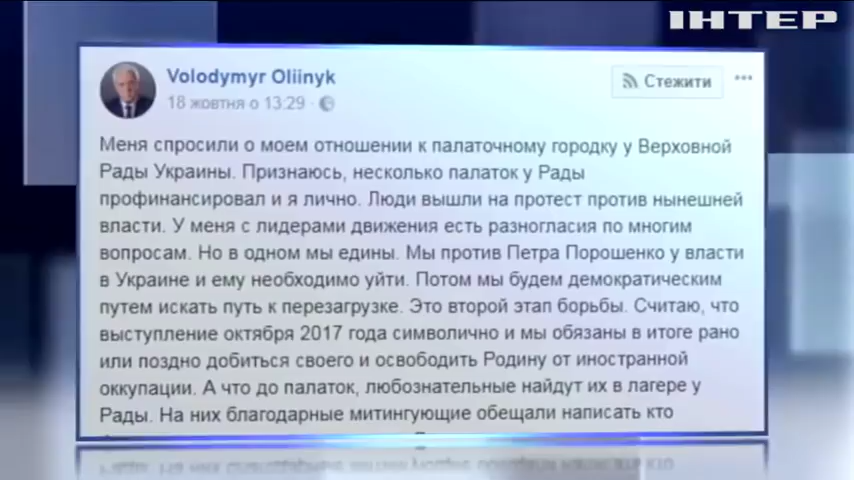 ІНТЕР
Volodymyr Oliinyk
Стежити
18 жовтня о 13:29
Меня спросили о моем отношении к палаточному городку у Верховной
Рады Украины. Признаюсь, несколько палаток у Рады
профинансировал и я лично. Люди вышли на протест против нынешней
власти. У меня с лидерами движения есть разногласия по многим
вопросам. Но в одном мы едины. Мы против Петра Порошенко у власти
в Украине и ему необходимо уйти. Потом мы будем демократическим
путем искать путь к перезагрузке. Это второй этап борьбы. Считаю, что
выступление октября 2017 года символично и мы обязаны в итоге рано
или поздно добиться своего и освободить Родину от иностранной
оккупации. А что до палаток, любознательные найдут их в лагере у
Рады. На них благодарные митингующие обещали написать кто